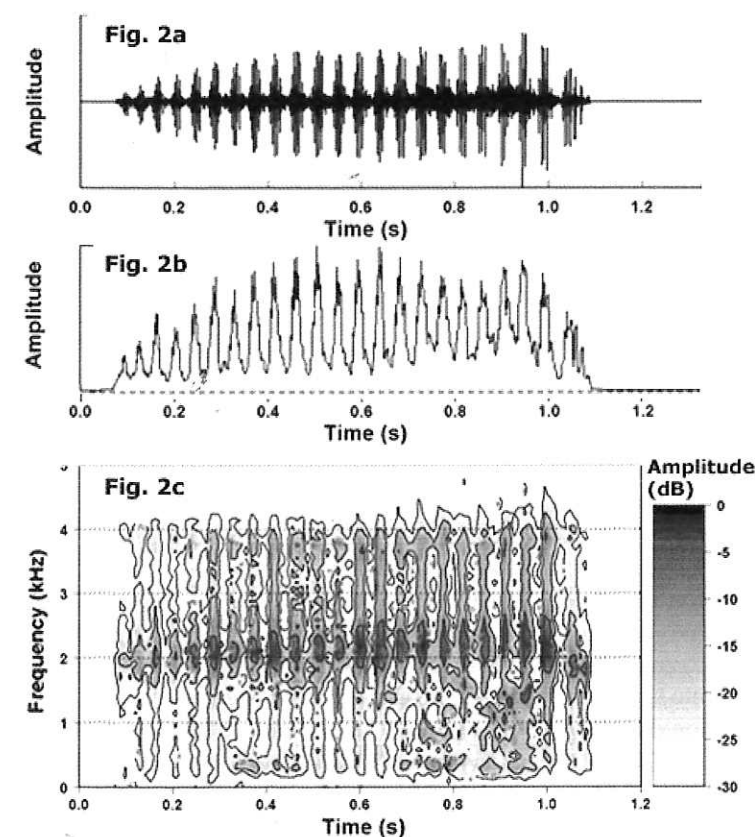 Fig. 2a
Amplitude
0.0 0.2 0.4 0.6 0.8 1.0 1.2
Time (s)
Fig. 2b
Amplitude
0.0 0.2 0.4 0.6 0.8 1.0 1.2
Time (s)
Fig. 2c
Amplitude
(dB)
Frequency (kHz)
4
3
2
1
0
0
-5
-10
-15
-20
-25
-30
0.0 0.2 0.4 0.6 0.8 1.0 1.2
Time (s)